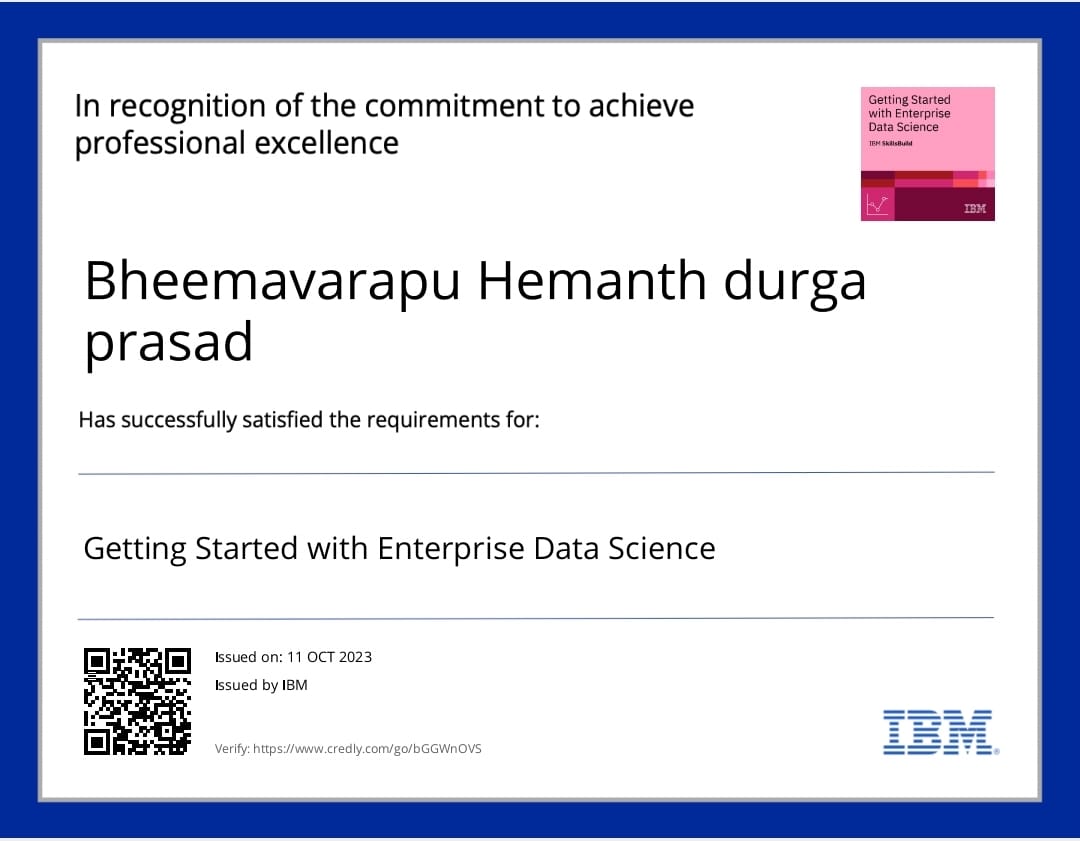 In recognition of the commitment to achieve
professional excellence
Getting Started
with Enterprise
Data Science
IBM SkillsBuild
IBM
Bheemavarapu Hemanth durga
prasad
Has successfully satisfied the requirements for:
Getting Started with Enterprise Data Science
Issued on: 11 OCT 2023
Issued by IBM
Verify: https://www.credly.com/go/bGGWnOVS
IBM®